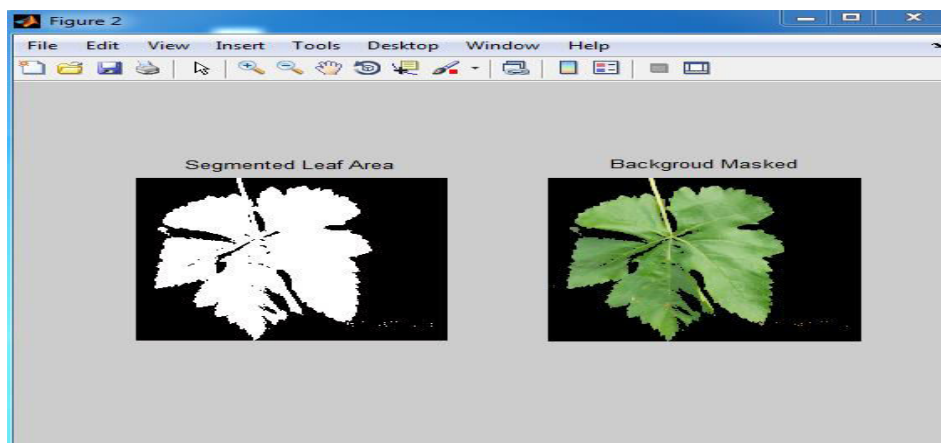 Figure 2
File Edit View Insert Tools Desktop Window Help
Segmented Leaf Area
Backgroud Masked